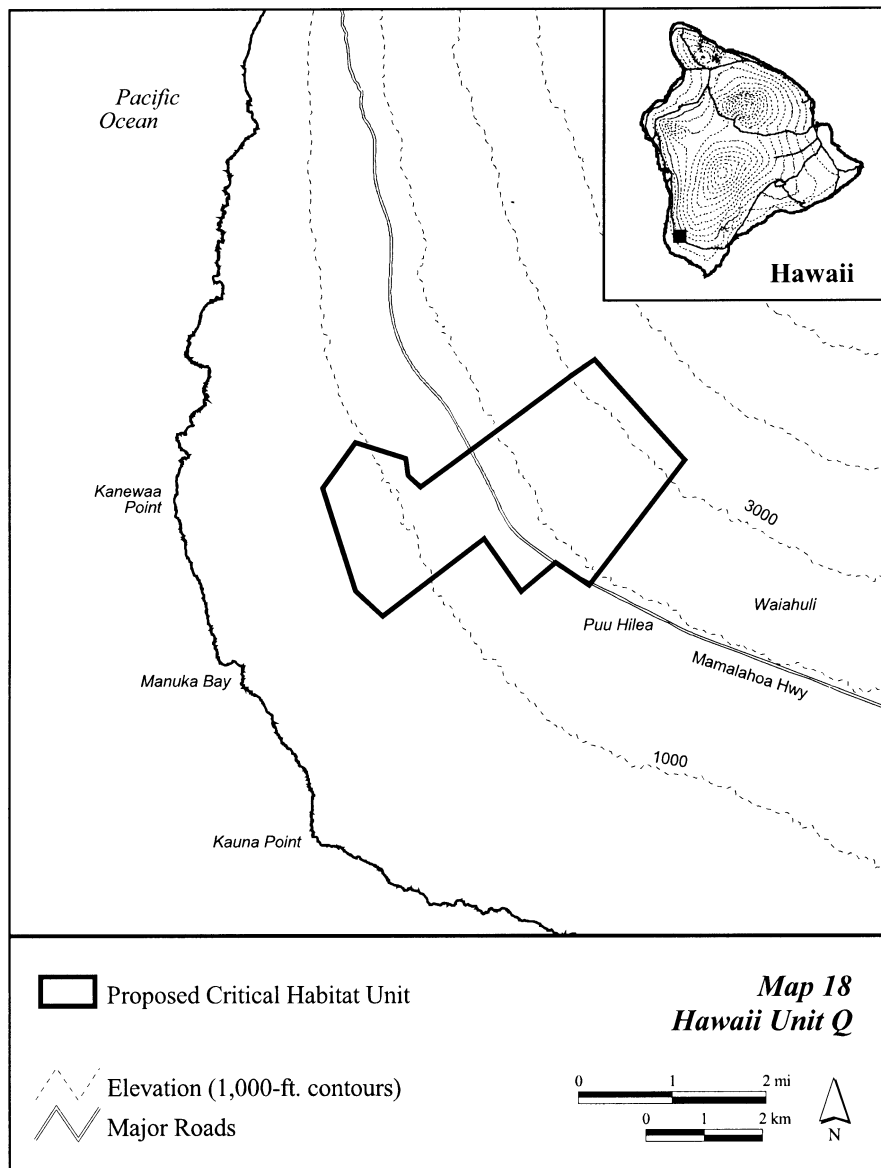 Pacific
Ocean
Hawaii
Kanewaa
Point
3000
Waiahuli
Puu Hilea
Mamalahoa Hwy
Manuka Bay
1000
Kauna Point
Proposed Critical Habitat Unit
Map 18
Hawaii Unit Q
Elevation (1,000-ft. contours)
Major Roads
0 1 2 mi
0 1 2 km
N